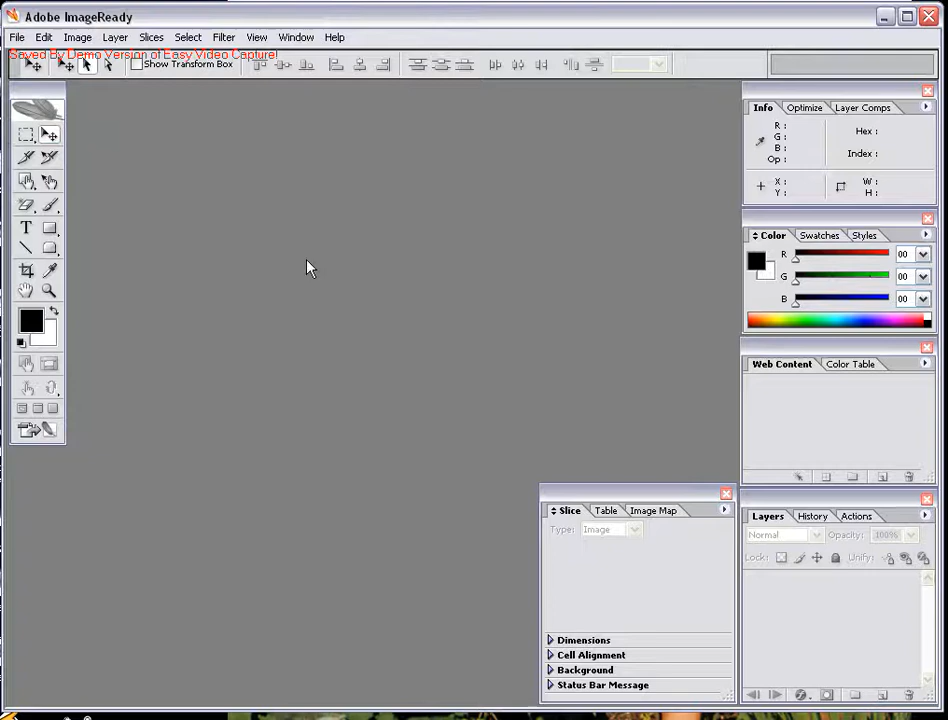 Adobe ImageReady
File Edit Image Layer Slices Select Filter Analysis View Window Help
Saved By Demo Version of Easy Video Capture!
Show Transform Box
Info Optimize Layer Comps
R : Hex :
G :
B : Index :
Op :
X : W :
Y : H :
Color Swatches Styles
R 00
G 00
B 00
Web Content Color Table
Slice Table Image Map
Type: Image
Dimensions
Cell Alignment
Background
Status Bar Message
Layers History Actions
Normal Opacity: 100%
Lock: Unify:
T